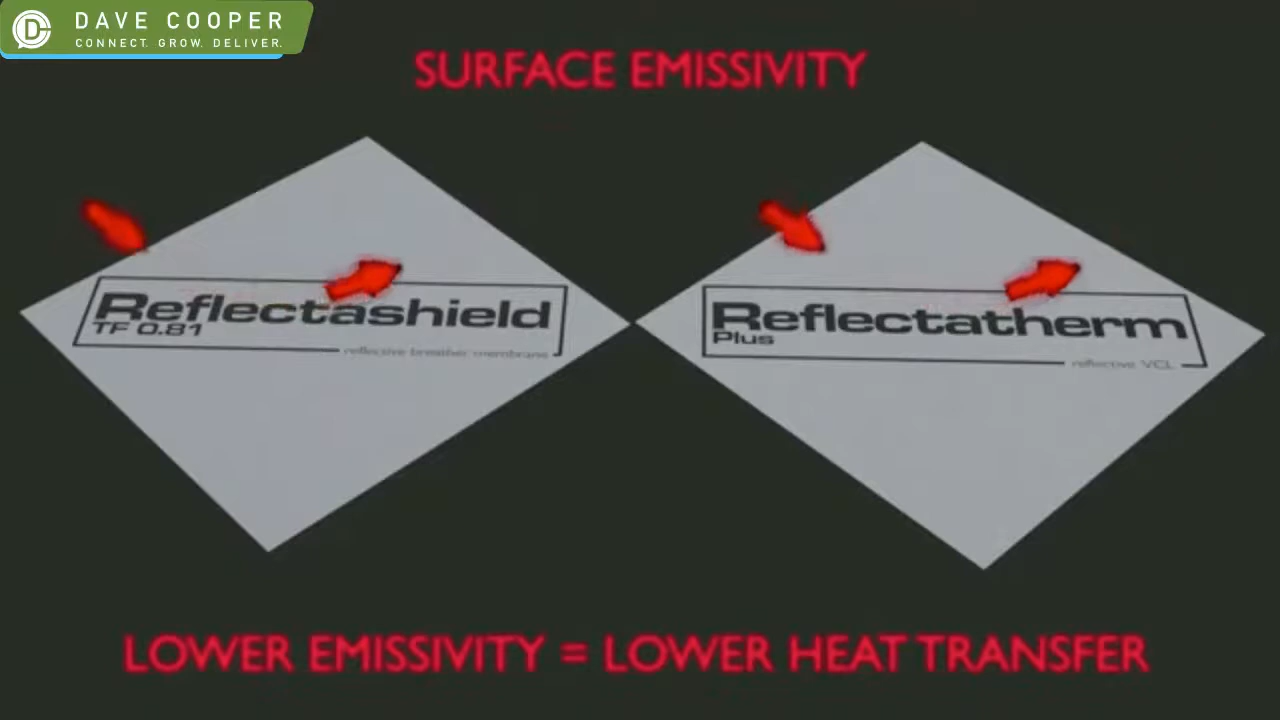 DAVE COOPER
CONNECT. GROW. DELIVER.
SURFACE EMISSIVITY
Reflectashield
TF 0.81
reflective breather membrane
Reflectatherm
Plus
reflective VCL
LOWER EMISSIVITY = LOWER HEAT TRANSFER